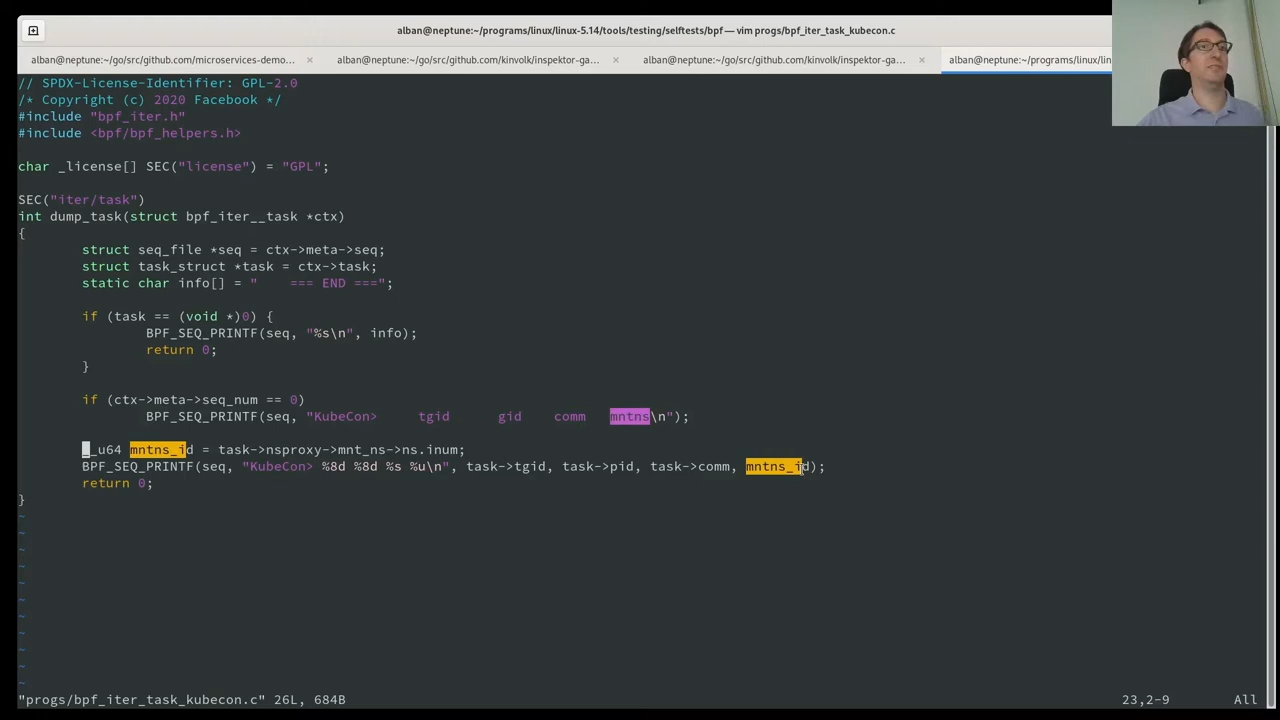 alban@neptune:~/programs/linux/linux-5.14/tools/testing/selftests/bpf — vim progs/bpf_iter_task_kubecon.c
alban@neptune:~/go/src/github.com/microservices-demo... × alban@neptune:~/go/src/github.com/kinvolk/inspektor-ga... × alban@neptune:~/go/src/github.com/kinvolk/inspektor-ga... × alban@neptune:~/programs/linux/lin
// SPDX-License-Identifier: GPL-2.0
/* Copyright (c) 2020 Facebook */
#include "bpf_iter.h"
#include <bpf/bpf_helpers.h>
char _license[] SEC("license") = "GPL";
SEC("iter/task")
int dump_task(struct bpf_iter__task *ctx)
{
        struct seq_file *seq = ctx->meta->seq;
        struct task_struct *task = ctx->task;
        static char info[] = "    === END ===";
        if (task == (void *)0) {
                BPF_SEQ_PRINTF(seq, "%s\n", info);
                return 0;
        }
        if (ctx->meta->seq_num == 0)
                BPF_SEQ_PRINTF(seq, "KubeCon>     tgid      gid    comm   mntns\n");
        __u64 mntns_id = task->nsproxy->mnt_ns->ns.inum;
        BPF_SEQ_PRINTF(seq, "KubeCon> %8d %8d %s %u\n", task->tgid, task->pid, task->comm, mntns_id);
        return 0;
}
~
~
~
~
~
~
~
~
~
~
~
"progs/bpf_iter_task_kubecon.c" 26L, 684B 23,2-9 All